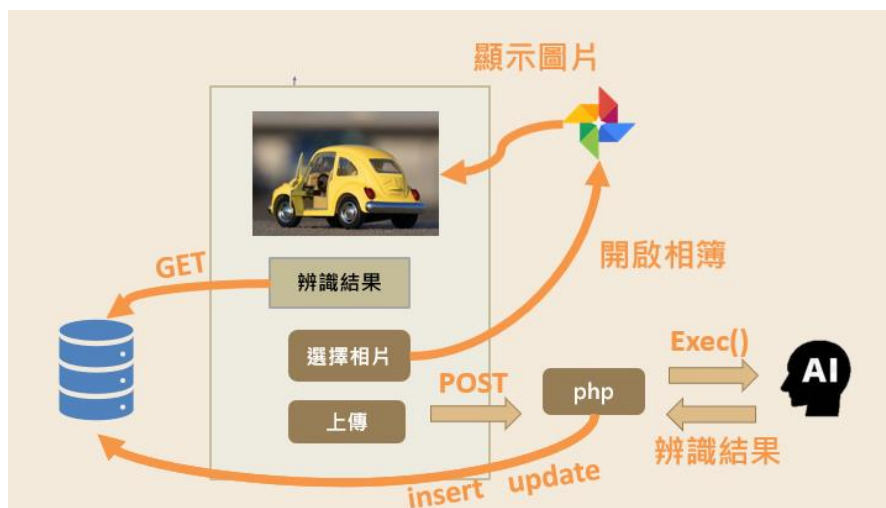 顯示圖片
GET
辨識結果
開啟相簿
選擇相片
Exec()
POST
php
AI
上傳
辨識結果
insert update